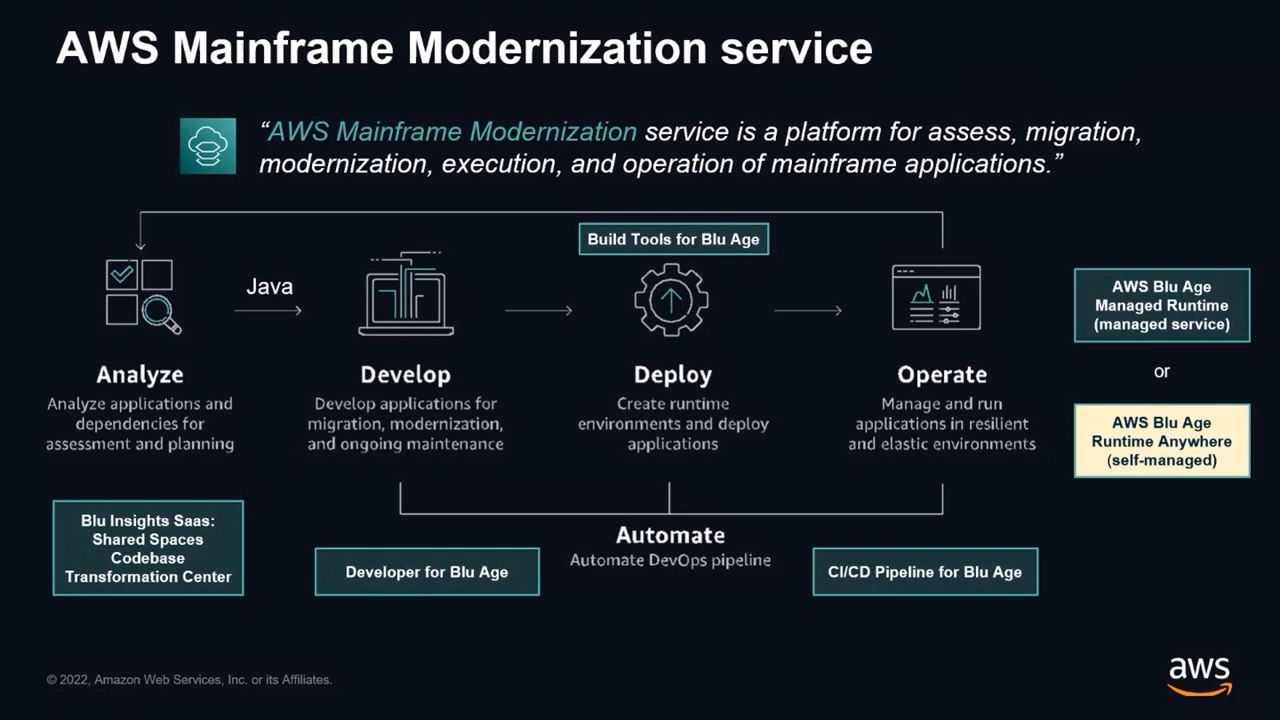 AWS Mainframe Modernization service
“AWS Mainframe Modernization service is a platform for assess, migration,
modernization, execution, and operation of mainframe applications.”
Build Tools for Blu Age
Java
Analyze
Analyze applications and
dependencies for
assessment and planning
Develop
Develop applications for
migration, modernization,
and ongoing maintenance
Deploy
Create runtime
environments and deploy
applications
Operate
Manage and run
applications in resilient
and elastic environments
AWS Blu Age
Managed Runtime
(managed service)
or
AWS Blu Age
Runtime Anywhere
(self-managed)
Blu Insights Saas:
Shared Spaces
Codebase
Transformation Center
Developer for Blu Age
Automate
Automate DevOps pipeline
CI/CD Pipeline for Blu Age
© 2022, Amazon Web Services, Inc. or its Affiliates.
aws